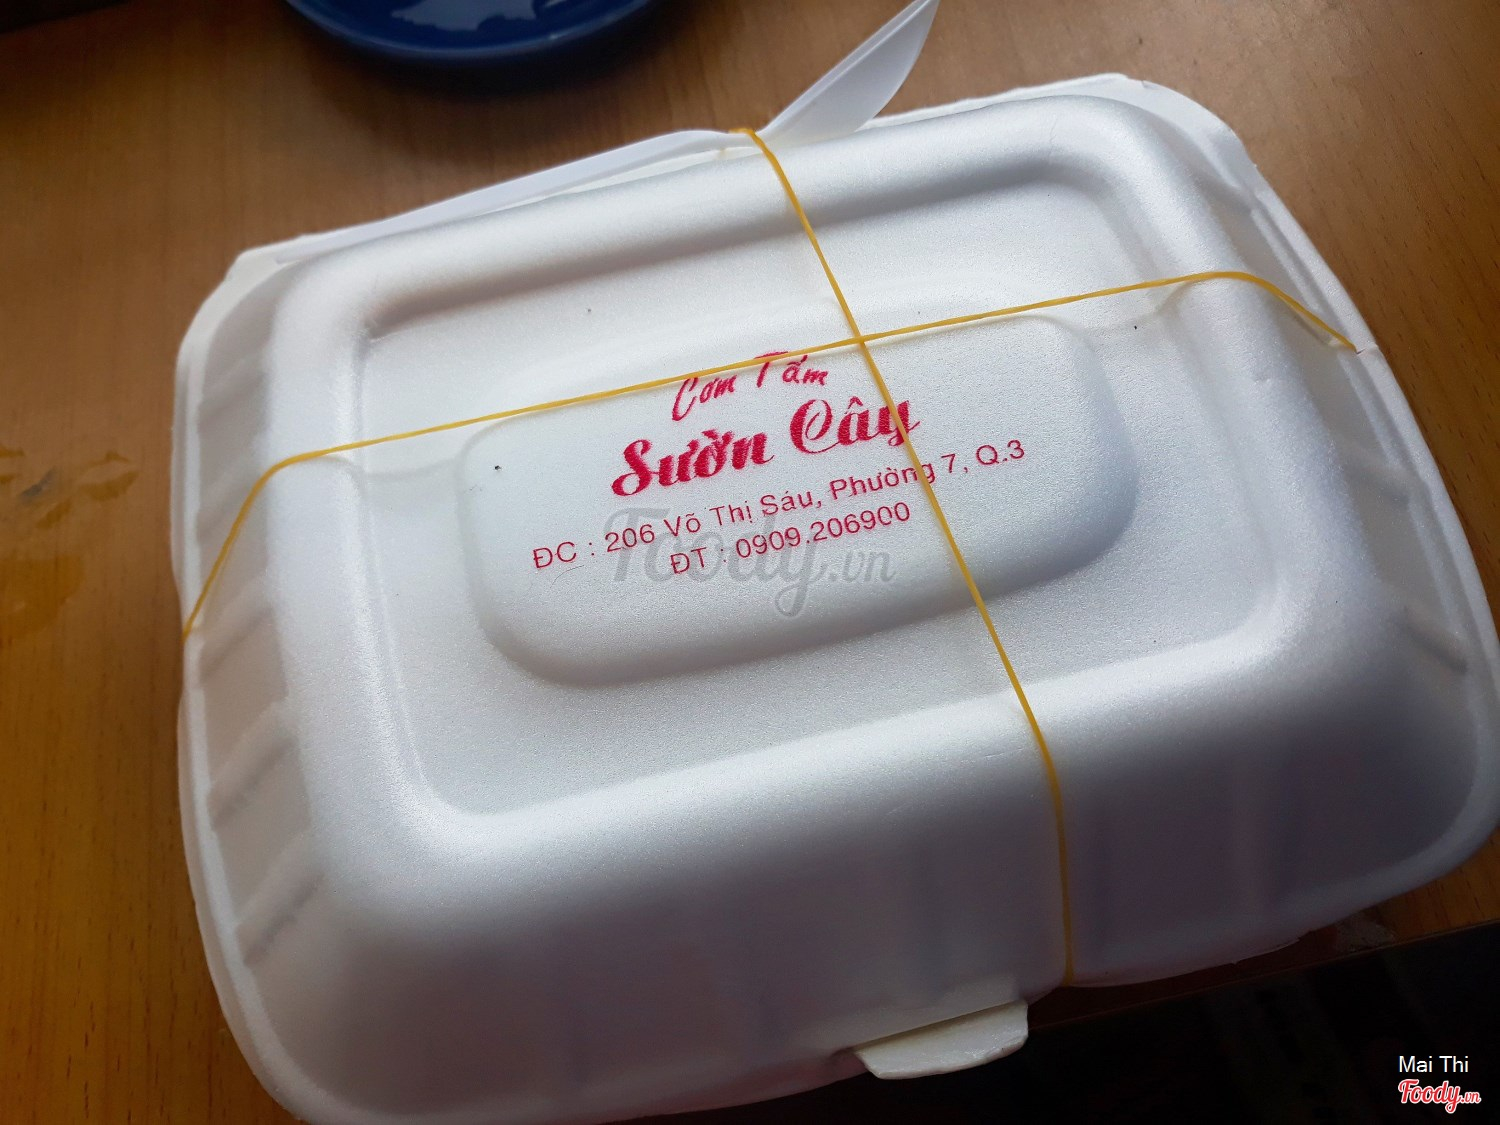 Cơm Tấm
Sườn Cây
ĐC : 206 Võ Thị Sáu, Phường 7, Q.3
ĐT : 0909.206900
Foody.vn
Mai Thi
Foody.vn